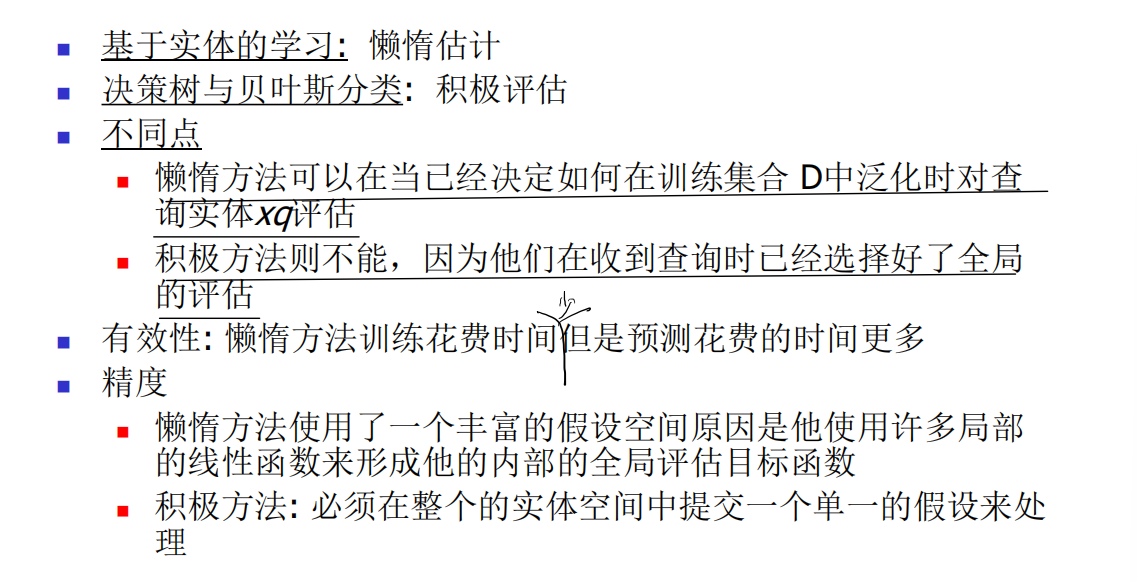 基于实体的学习: 懒惰估计
决策树与贝叶斯分类: 积极评估
不同点
懒惰方法可以在当已经决定如何在训练集合 D中泛化时对查
询实体xq评估
积极方法则不能，因为他们在收到查询时已经选择好了全局
的评估
少
有效性: 懒惰方法训练花费时间但是预测花费的时间更多
精度
懒惰方法使用了一个丰富的假设空间原因是他使用许多局部
的线性函数来形成他的内部的全局评估目标函数
积极方法: 必须在整个的实体空间中提交一个单一的假设来处
理